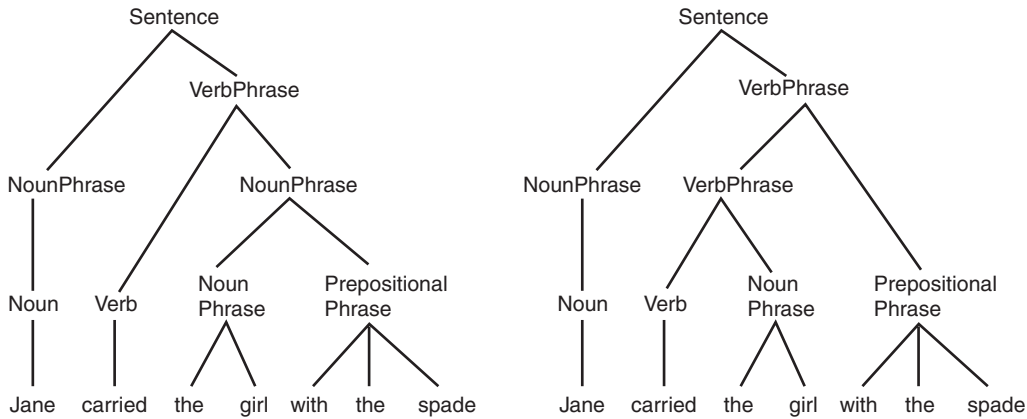 Sentence Sentence
VerbPhrase VerbPhrase
NounPhrase NounPhrase NounPhrase VerbPhrase
Noun Verb Noun Phrase Prepositional Phrase Noun Verb Noun Phrase Prepositional Phrase
Jane carried the girl with the spade Jane carried the girl with the spade